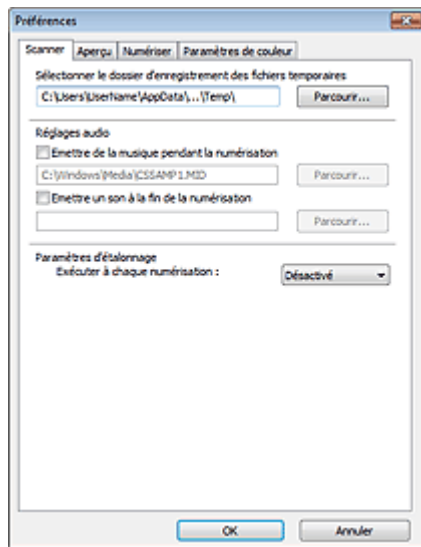 Préférences
Scanner Aperçu Numériser Paramètres de couleur
Sélectionner le dossier d'enregistrement des fichiers temporaires
C:\Users\UserName\AppData\...\Temp\ Parcourir...
Réglages audio
Emettre de la musique pendant la numérisation
C:\Windows\Media\CSSAMP1.MID Parcourir...
Emettre un son à la fin de la numérisation
Parcourir...
Paramètres d'étalonnage
Exécuter à chaque numérisation : Désactivé
OK Annuler